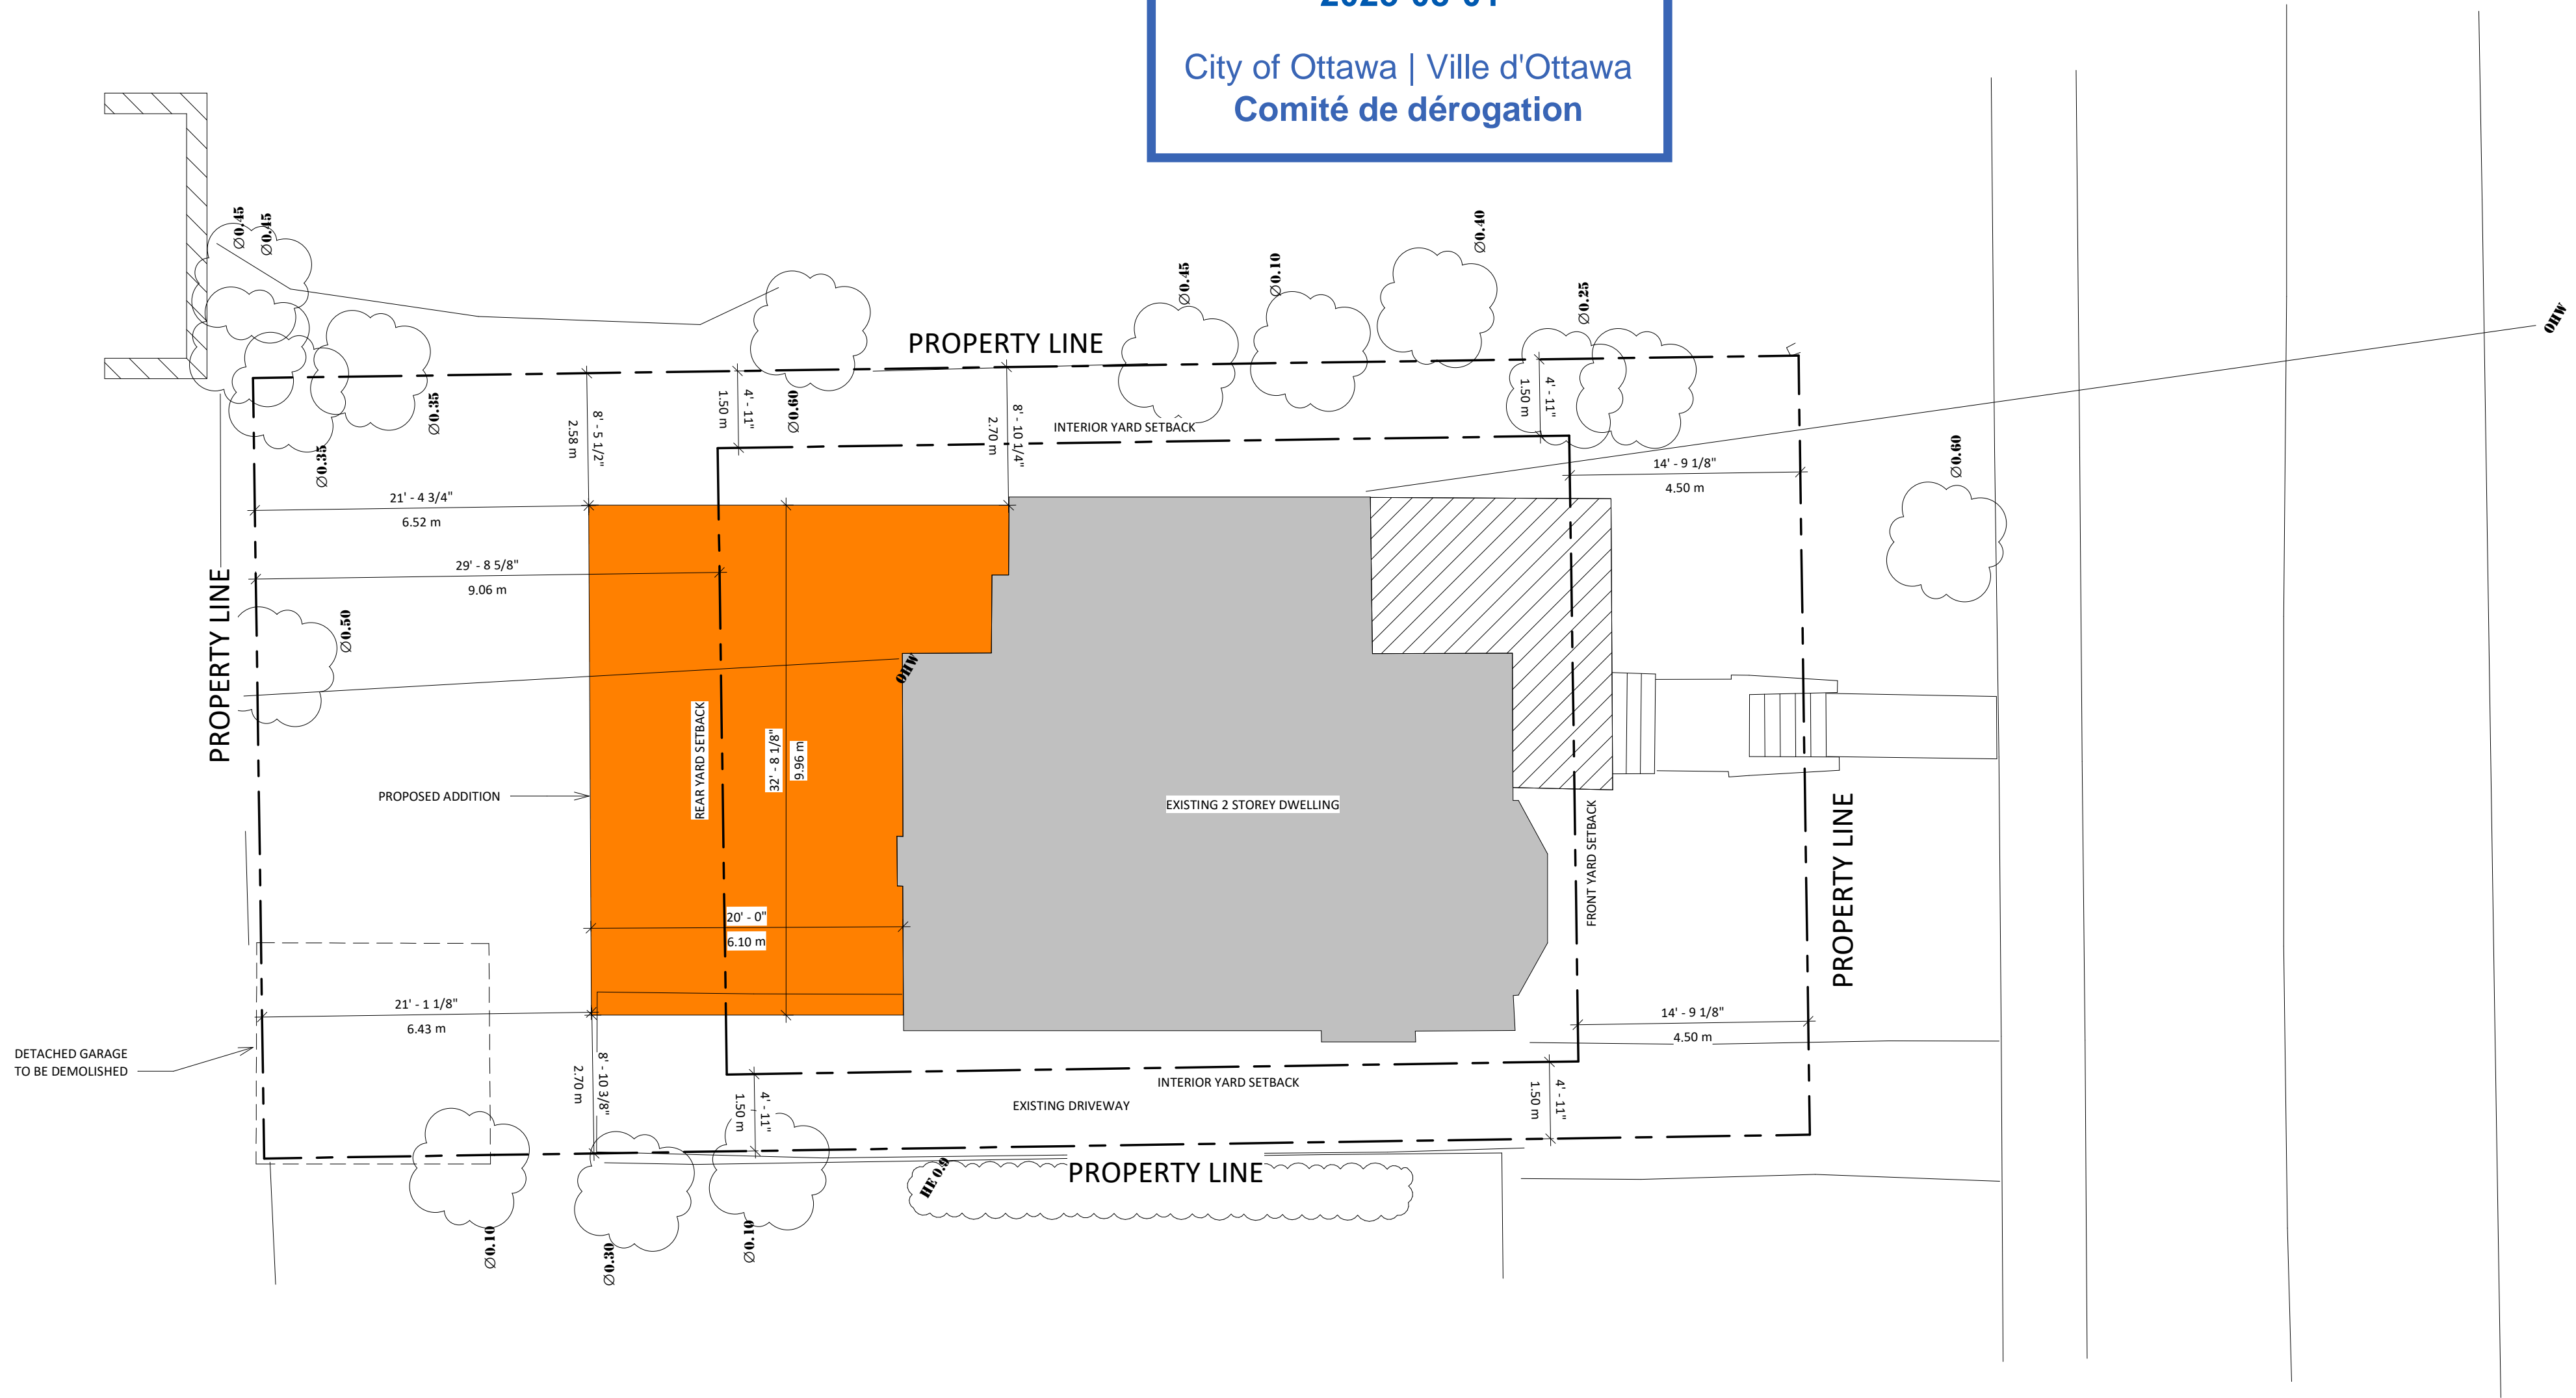 City of Ottawa | Ville d'Ottawa
Comité de dérogation
Ø0.45
Ø0.45
Ø0.40
Ø0.45
Ø0.10
Ø0.25
OHW
PROPERTY LINE
Ø0.35
Ø0.35
8' - 5 1/2"
2.58 m
4' - 11"
1.50 m
Ø0.60
8' - 10 1/4"
2.70 m
INTERIOR YARD SETBACK
4' - 11"
1.50 m
14' - 9 1/8"
4.50 m
Ø0.60
21' - 4 3/4"
6.52 m
29' - 8 5/8"
9.06 m
PROPERTY LINE
Ø0.50
OHW
REAR YARD SETBACK
32' - 8 1/8"
9.96 m
PROPOSED ADDITION
EXISTING 2 STOREY DWELLING
FRONT YARD SETBACK
PROPERTY LINE
20' - 0"
6.10 m
21' - 1 1/8"
6.43 m
14' - 9 1/8"
4.50 m
DETACHED GARAGE
TO BE DEMOLISHED
8' - 10 3/8"
2.70 m
4' - 11"
1.50 m
INTERIOR YARD SETBACK
EXISTING DRIVEWAY
4' - 11"
1.50 m
HE 0.9
PROPERTY LINE
Ø0.10
Ø0.30
Ø0.10